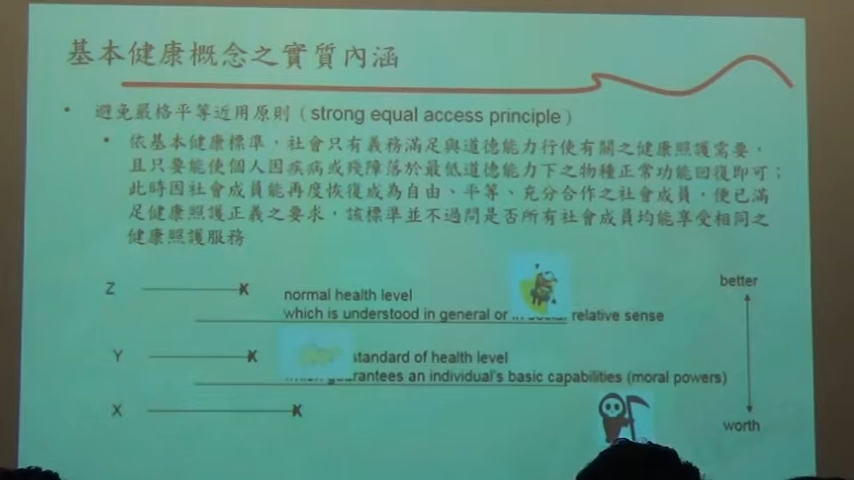 基本健康概念之實質內涵
• 避免嚴格平等近用原則（strong equal access principle）
• 依基本健康標準，社會只有義務滿足與道德能力行使有關之健康照護需要，
且只要能使個人因疾病或殘障落於最低道德能力下之物種正常功能回復即可；
此時因社會成員能再度恢復成為自由、平等、充分合作之社會成員，便已滿
足健康照護正義之要求，該標準並不過問是否所有社會成員均能享受相同之
健康照護服務
better
Z K normal health level
which is understood in general or in social relative sense
Y K standard of health level
guarantees an individual's basic capabilities (moral powers)
X K
worth